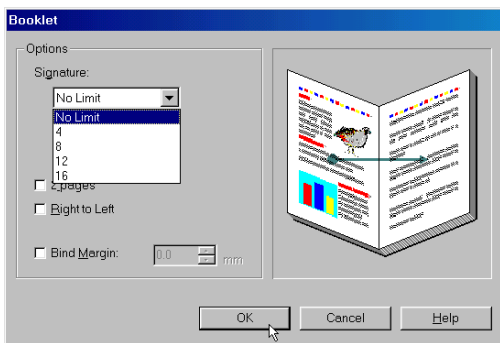 Booklet
Options
Signature:
No Limit
No Limit
4
8
12
16
pages
Right to Left
Bind Margin:
0.0
mm
OK
Cancel
Help